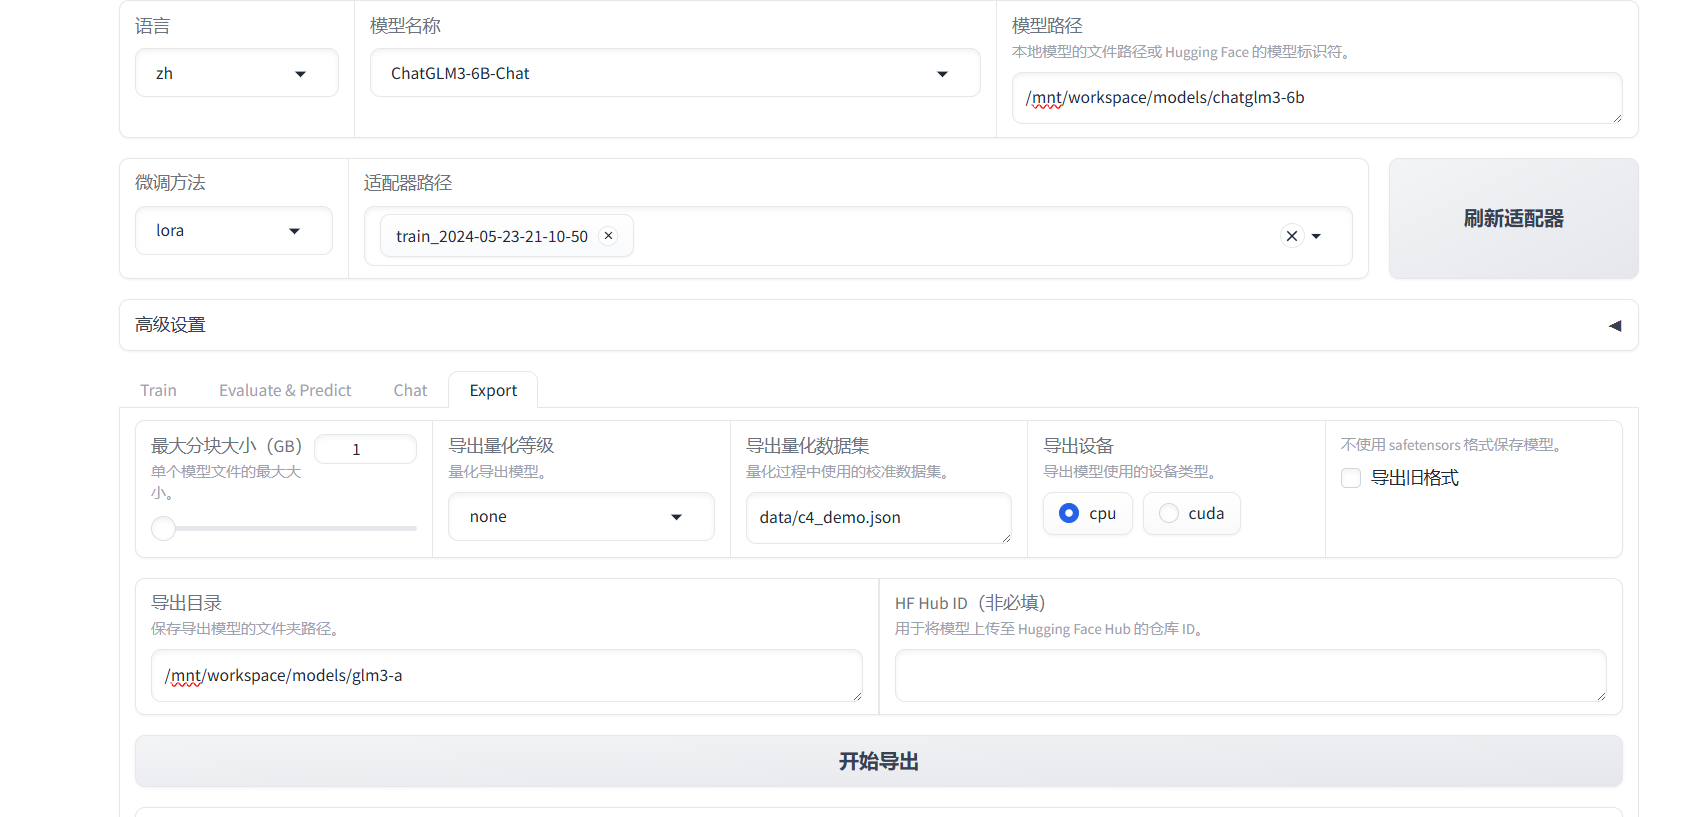 语言
zh
模型名称
ChatGLM3-6B-Chat
模型路径
本地模型的文件路径或 Hugging Face 的模型标识符。
/mnt/workspace/models/chatglm3-6b
微调方法
lora
适配器路径
train_2024-05-23-21-10-50
刷新适配器
高级设置
Train
Evaluate & Predict
Chat
Export
最大分块大小（GB）
1
单个模型文件的最大大
小。
导出量化等级
量化导出模型。
none
导出量化数据集
量化过程中使用的校准数据集。
data/c4_demo.json
导出设备
导出模型使用的设备类型。
cpu
cuda
不使用 safetensors 格式保存模型。
导出旧格式
导出目录
保存导出模型的文件夹路径。
/mnt/workspace/models/glm3-a
HF Hub ID（非必填）
用于将模型上传至 Hugging Face Hub 的仓库 ID。
开始导出